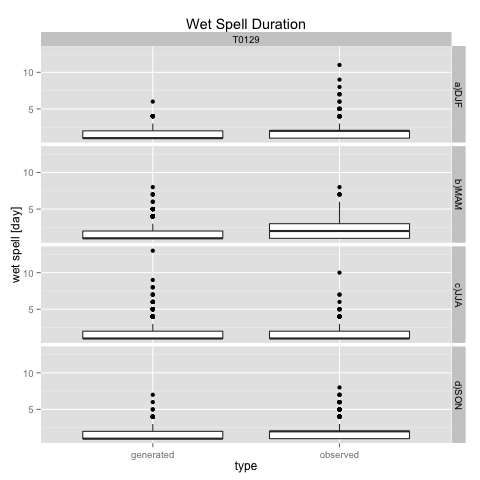 Wet Spell Duration
T0129
10
5
a)DJF
10
5
b)MAM
10
5
c)JJA
10
5
d)SON
wet spell [day]
generated observed
type